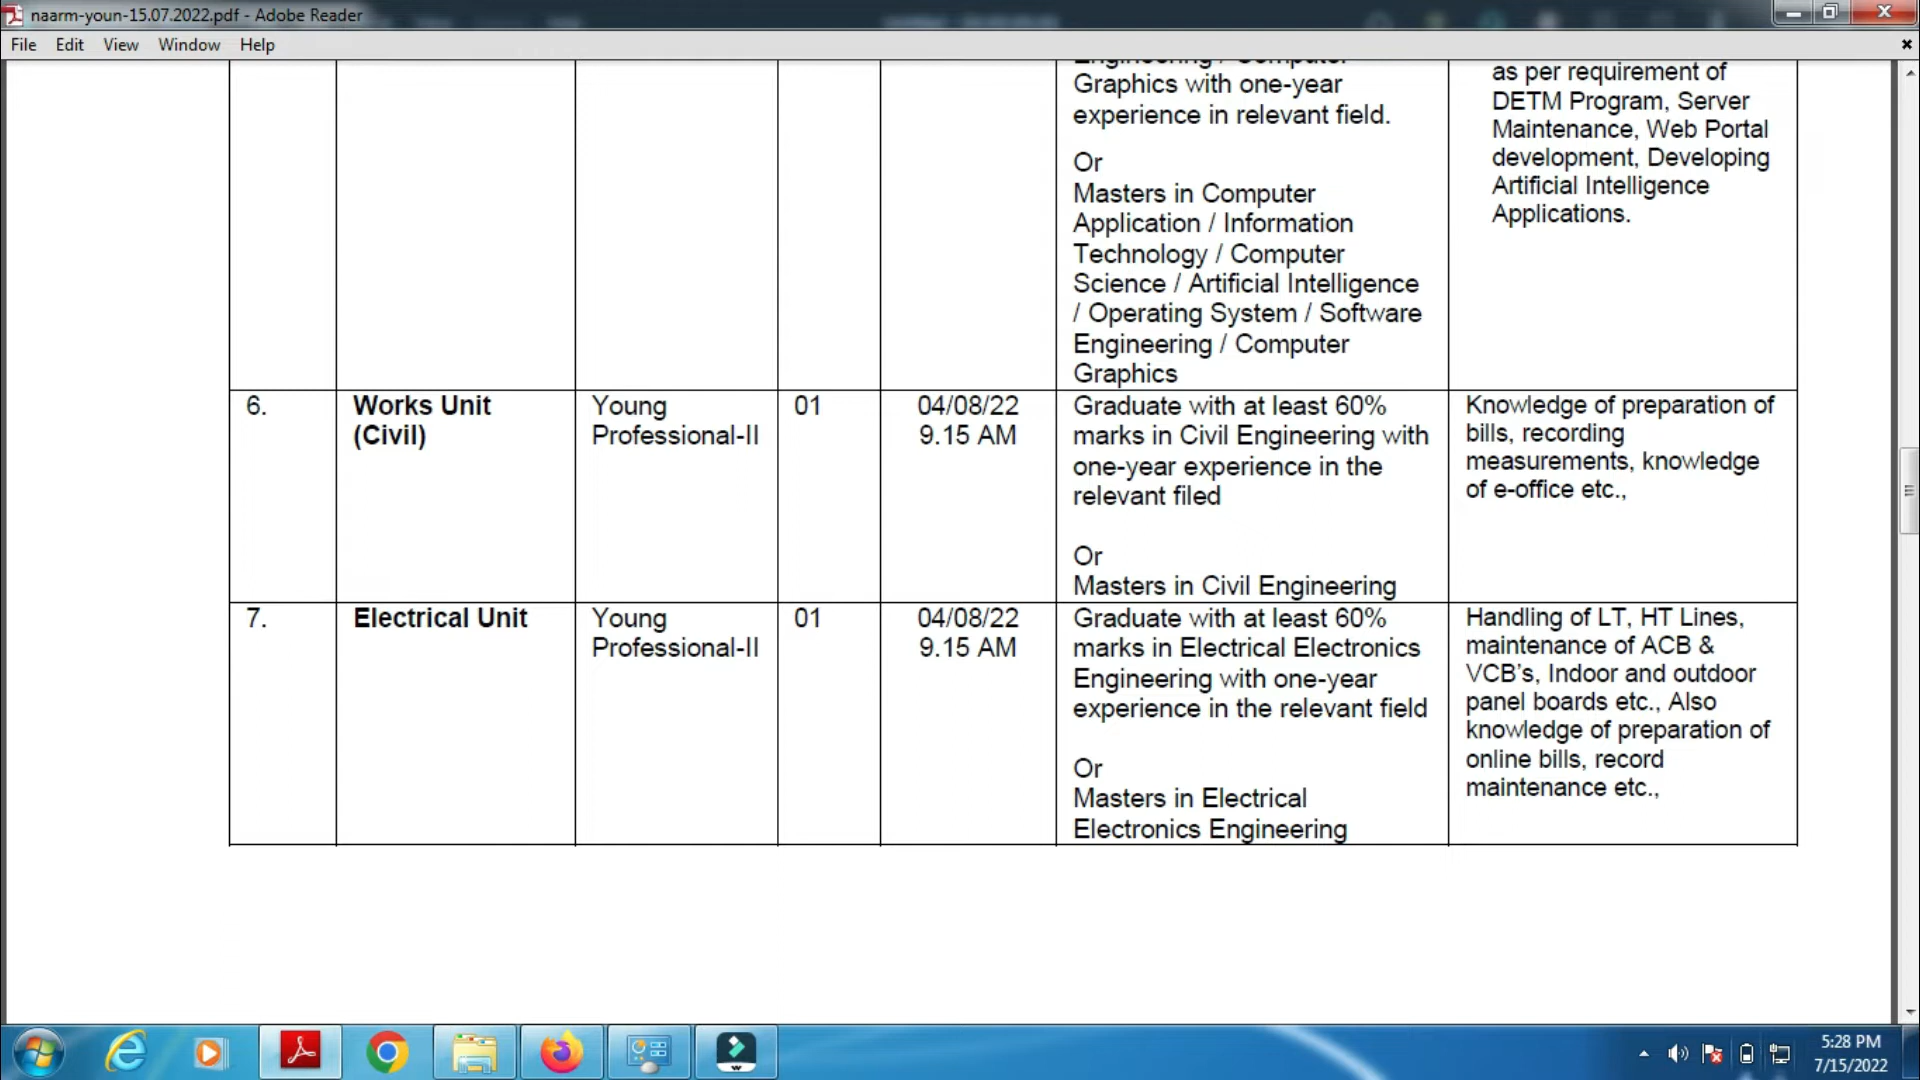 naarm-youn-15.07.2022.pdf - Adobe Reader
File Edit View Window Help
Engineering / Computer
Graphics with one-year
experience in relevant field.
Or
Masters in Computer
Application / Information
Technology / Computer
Science / Artificial Intelligence
/ Operating System / Software
Engineering / Computer
Graphics
as per requirement of
DETM Program, Server
Maintenance, Web Portal
development, Developing
Artificial Intelligence
Applications.
6.
Works Unit
(Civil)
Young
Professional-II
01
04/08/22
9.15 AM
Graduate with at least 60%
marks in Civil Engineering with
one-year experience in the
relevant filed
Or
Masters in Civil Engineering
Knowledge of preparation of
bills, recording
measurements, knowledge
of e-office etc.,
7.
Electrical Unit
Young
Professional-II
01
04/08/22
9.15 AM
Graduate with at least 60%
marks in Electrical Electronics
Engineering with one-year
experience in the relevant field
Or
Masters in Electrical
Electronics Engineering
Handling of LT, HT Lines,
maintenance of ACB &
VCB's, Indoor and outdoor
panel boards etc., Also
knowledge of preparation of
online bills, record
maintenance etc.,
5:28 PM
7/15/2022